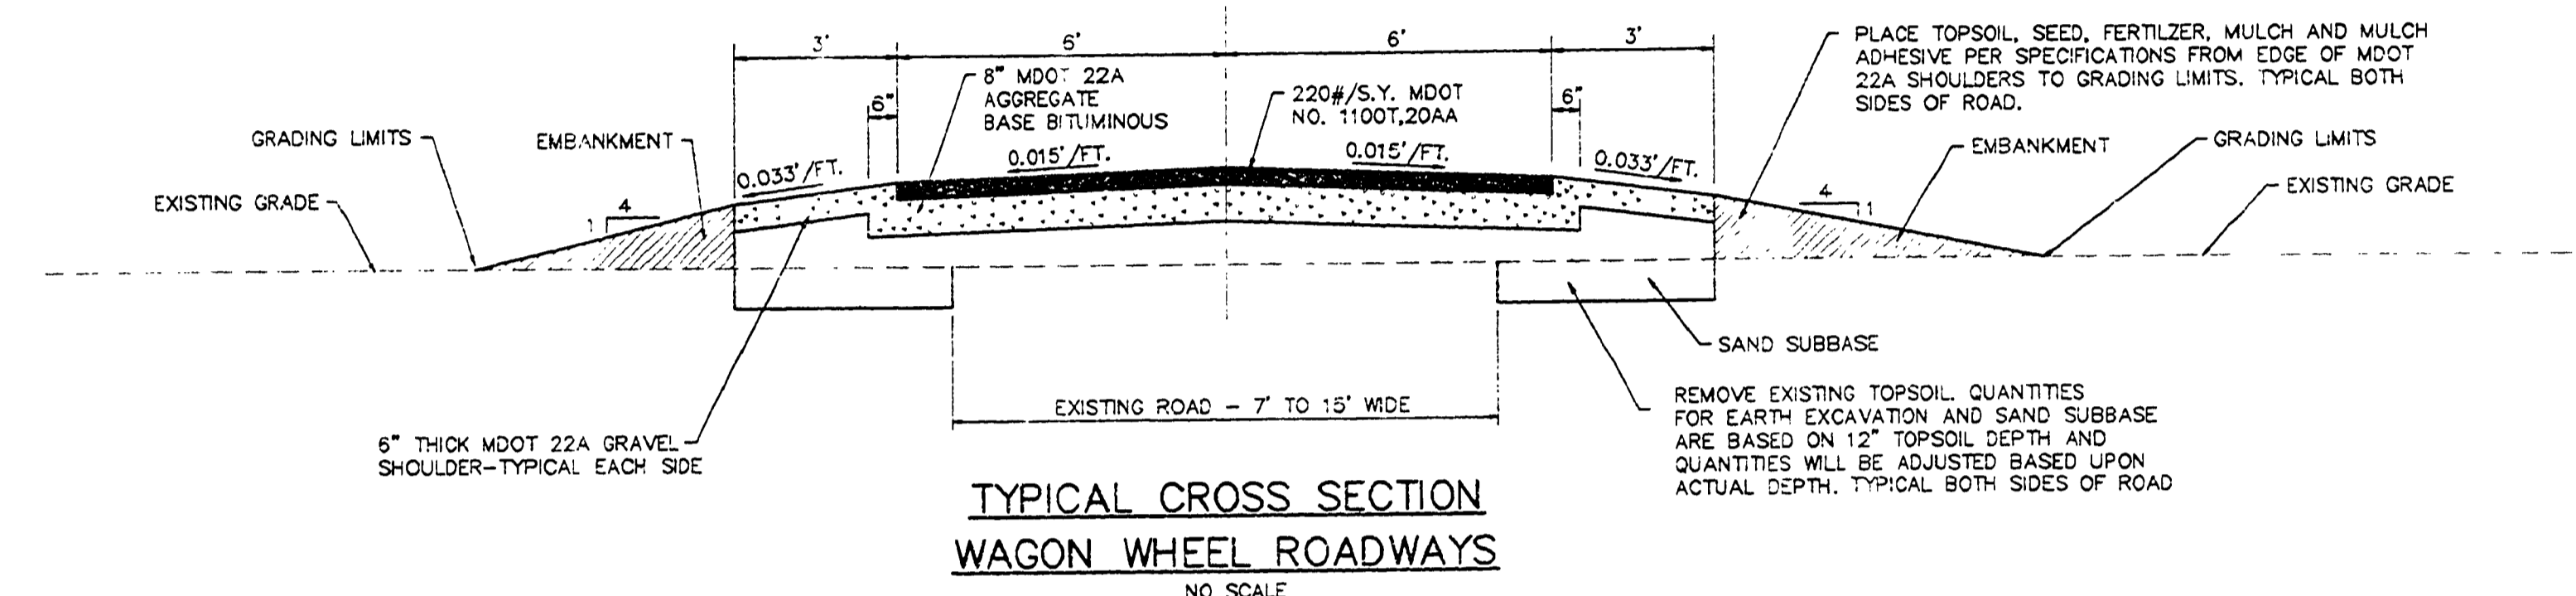 3'
6'
6'
3'
PLACE TOPSOIL, SEED, FERTILZER, MULCH AND MULCH
ADHESIVE PER SPECIFICATIONS FROM EDGE OF MDOT
22A SHOULDERS TO GRADING LIMITS. TYPICAL BOTH
SIDES OF ROAD.
8" MDOT 22A
AGGREGATE
BASE BITUMINOUS
6"
220#/S.Y. MDOT
NO. 1100T,20AA
6"
GRADING LIMITS
EMBANKMENT
EMBANKMENT
GRADING LIMITS
0.033'/FT.
0.015'/FT.
0.015'/FT.
0.033'/FT.
EXISTING GRADE
4
1
4
1
EXISTING GRADE
SAND SUBBASE
EXISTING ROAD - 7' TO 15' WIDE
REMOVE EXISTING TOPSOIL. QUANTITIES
FOR EARTH EXCAVATION AND SAND SUBBASE
ARE BASED ON 12" TOPSOIL DEPTH AND
QUANTITIES WILL BE ADJUSTED BASED UPON
ACTUAL DEPTH. TYPICAL BOTH SIDES OF ROAD
6" THICK MDOT 22A GRAVEL
SHOULDER-TYPICAL EACH SIDE
TYPICAL CROSS SECTION
WAGON WHEEL ROADWAYS
NO SCALE